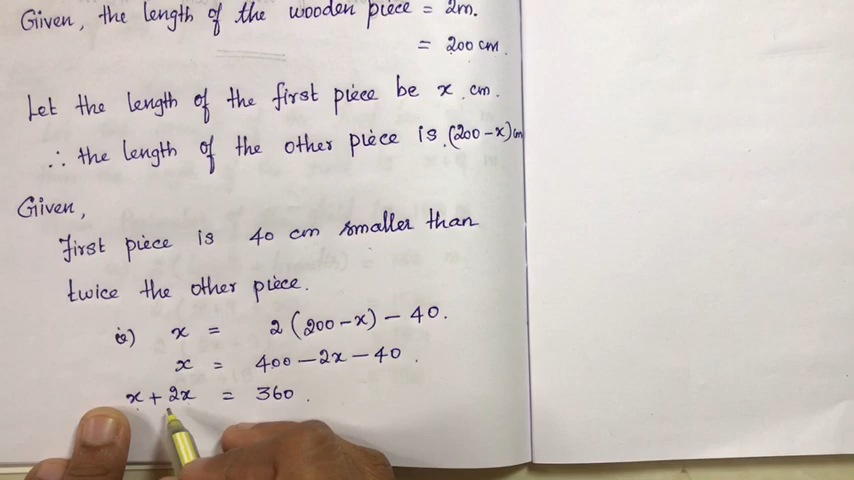 Given, the length of the wooden piece = 2m.
= 200 cm.
Let the length of the first piece be x cm.
∴ the length of the other piece is (200 - x) cm
Given,
First piece is 40 cm smaller than
twice the other piece.
(ie) x = 2 (200 - x) - 40.
x = 400 - 2x - 40.
x + 2x = 360.